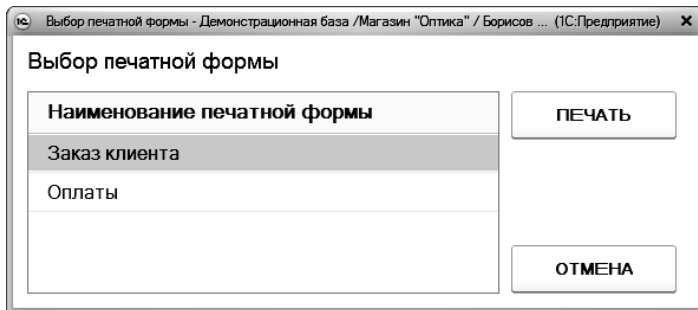 Выбор печатной формы - Демонстрационная база /Магазин "Оптика" / Борисов ... (1С:Предприятие)
Выбор печатной формы
Наименование печатной формы
ПЕЧАТЬ
Заказ клиента
Оплаты
ОТМЕНА